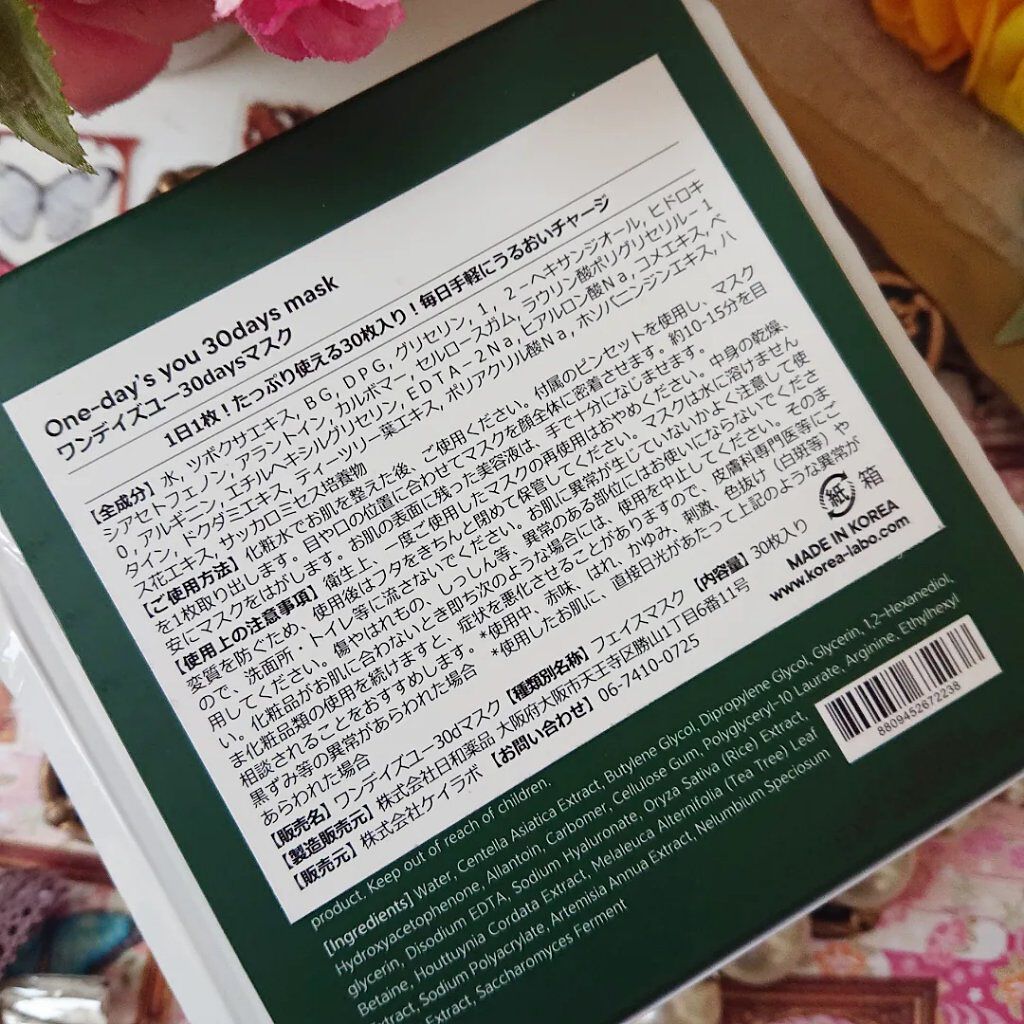 One-day's you 30days mask
ワンデイズユー30daysマスク
1日1枚！たっぷり使える30枚入り！毎日手軽にうるおいチャージ
【全成分】水, ツボクサエキス, BG, DPG, グリセリン, 1, 2－ヘキサンジオール, ヒドロキ
シアセトフェノン, アラントイン, カルボマー, セルロースガム, ラウリン酸ポリグリセリル－1
0, アルギニン, エチルヘキシルグリセリン, EDTA－2Na, ヒアルロン酸Na, コメエキス, ベ
タイン, ドクダミエキス, ティーツリー葉エキス, ポリアクリル酸Na, ホソバニンジンエキス, ハ
ス花エキス, サッカロミセス培養物
【ご使用方法】化粧水でお肌を整えた後、ご使用ください。付属のピンセットを使用し、マスク
を1枚取り出します。目や口の位置に合わせてマスクを顔全体に密着させます。約10-15分を目
安にマスクをはがします。お肌の表面に残った美容液は、手で十分になじませます。
【使用上の注意事項】衛生上、一度ご使用したマスクの再使用はおやめください。中身の乾燥、
変質を防ぐため、使用後はフタをきちんと閉めて保管してください。マスクは水に溶けません
ので、洗面所・トイレ等に流さないでください。お肌に異常が生じていないかよく注意して使
用してください。傷やはれもの、しっしん等、異常のある部位にはお使いにならないでくださ
い。化粧品がお肌に合わないとき即ち次のような場合には、使用を中止してください。そのま
ま化粧品類の使用を続けますと、症状を悪化させることがありますので、皮膚科専門医等にご
相談されることをおすすめします。*使用中、赤味、はれ、かゆみ、刺激、色抜け（白斑等）や
黒ずみ等の異常があらわれた場合 *使用したお肌に、直接日光があたって上記のような異常が
あらわれた場合
【販売名】ワンデイズユー30dマスク 【種類別名称】フェイスマスク 【内容量】30枚入り
【製造販売元】株式会社日和薬品 大阪府大阪市天王寺区勝山1丁目6番11号
【販売元】株式会社ケイラボ 【お問い合わせ】06-7410-0725
紙 箱
MADE IN KOREA
www.korea-labo.com
product. Keep out of reach of children.
[Ingredients] Water, Centella Asiatica Extract, Butylene Glycol, Dipropylene Glycol, Glycerin, 1,2-Hexanediol,
Hydroxyacetophenone, Allantoin, Carbomer, Cellulose Gum, Polyglyceryl-10 Laurate, Arginine, Ethylhexyl
glycerin, Disodium EDTA, Sodium Hyaluronate, Oryza Sativa (Rice) Extract,
Betaine, Houttuynia Cordata Extract, Melaleuca Alternifolia (Tea Tree) Leaf
Extract, Sodium Polyacrylate, Artemisia Annua Extract, Nelumbium Speciosum
Extract, Saccharomyces Ferment
8809452672238